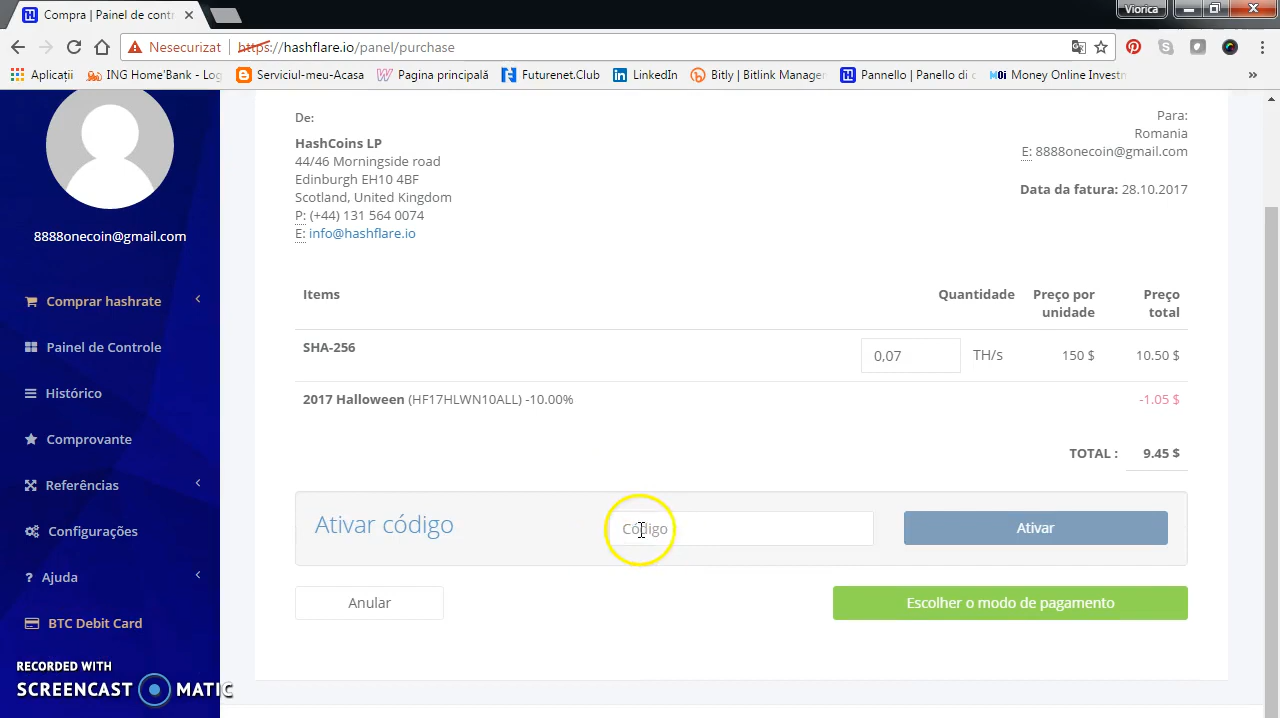 Compra | Painel de contr
Viorica
Nesecurizat
https://hashflare.io/panel/purchase
Aplicații
ING Home'Bank - Log
Serviciul-meu-Acasa
Pagina principală
Futurenet.Club
LinkedIn
Bitly | Bitlink Manager
Pannello | Panello di c
Money Online Investn
»
8888onecoin@gmail.com
Comprar hashrate
Painel de Controle
Histórico
Comprovante
Referências
Configurações
? Ajuda
BTC Debit Card
RECORDED WITH
SCREENCAST MATIC
De:
HashCoins LP
44/46 Morningside road
Edinburgh EH10 4BF
Scotland, United Kingdom
P: (+44) 131 564 0074
E: info@hashflare.io
Para:
Romania
E: 8888onecoin@gmail.com
Data da fatura: 28.10.2017
Items Quantidade Preço por unidade Preço total
SHA-256 0,07 TH/s 150 $ 10.50 $
2017 Halloween (HF17HLWN10ALL) -10.00% -1.05 $
TOTAL : 9.45 $
Ativar código Código Ativar
Anular Escolher o modo de pagamento